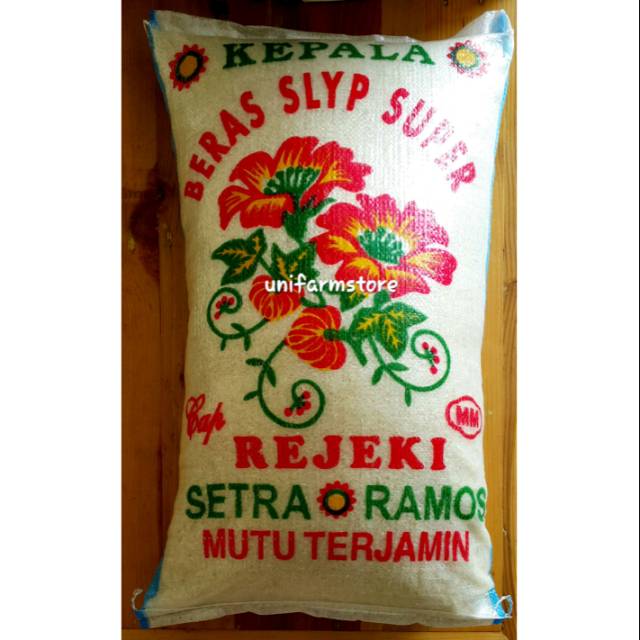 KEPALA
BERAS SLYP SUPER
unifarmstore
Cap
MM
REJEKI
SETRA RAMOS
MUTU TERJAMIN